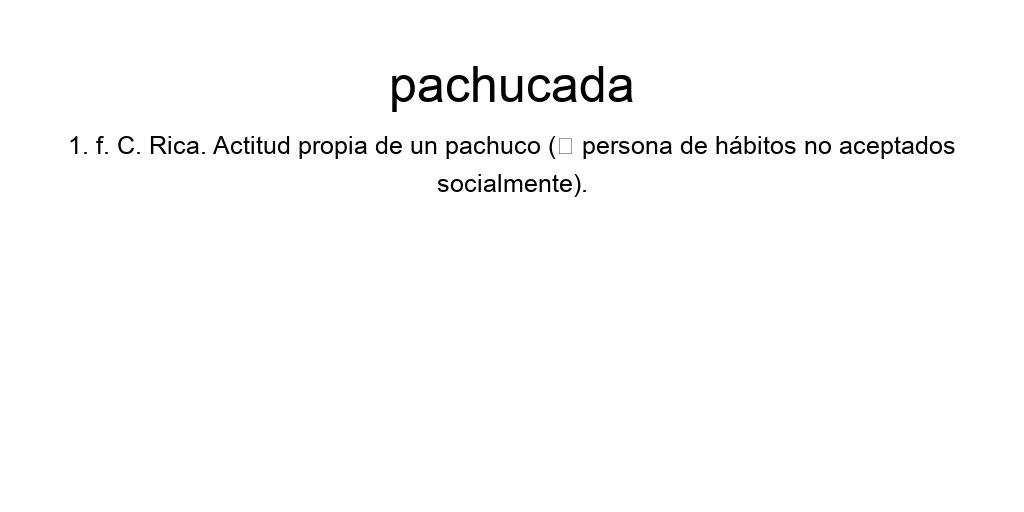 pachucada
1. f. C. Rica. Actitud propia de un pachuco (□ persona de hábitos no aceptados
socialmente).